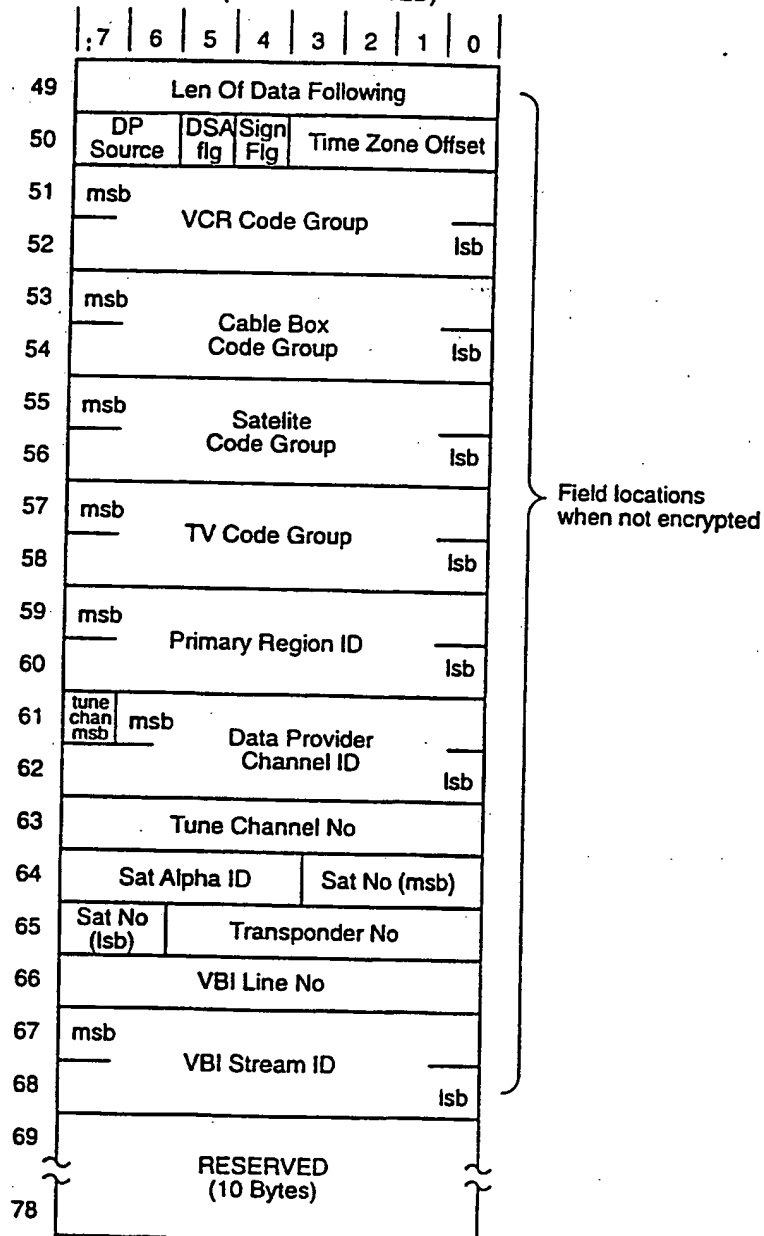 7 6 5 4 3 2 1 0
49 Len Of Data Following
50 DP Source DSA flg Sign Flg Time Zone Offset
51 msb
VCR Code Group
52 lsb
53 msb
Cable Box
Code Group
54 lsb
55 msb
Satelite
Code Group
56 lsb
57 msb
TV Code Group
58 lsb
Field locations
when not encrypted
59 msb
Primary Region ID
60 lsb
61 tune chan msb msb
Data Provider
Channel ID
62 lsb
63 Tune Channel No
64 Sat Alpha ID Sat No (msb)
65 Sat No (lsb) Transponder No
66 VBI Line No
67 msb
VBI Stream ID
68 lsb
69
RESERVED
(10 Bytes)
78